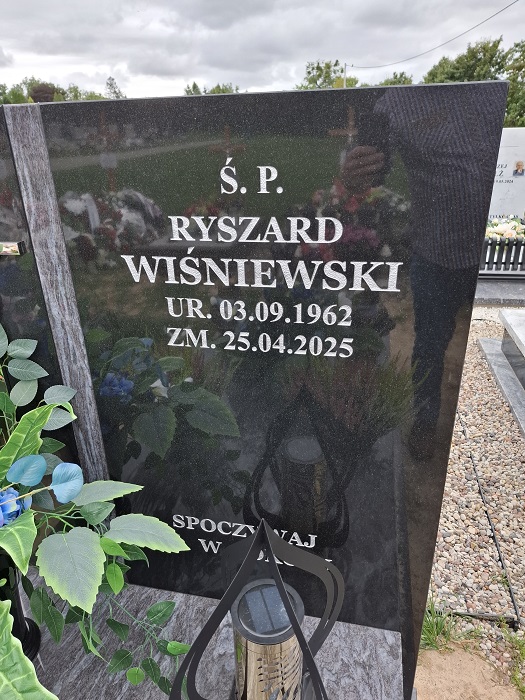 Ś. P.
RYSZARD
WIŚNIEWSKI
UR. 03.09.1962
ZM. 25.04.2025
SPOCZYWAJ
W